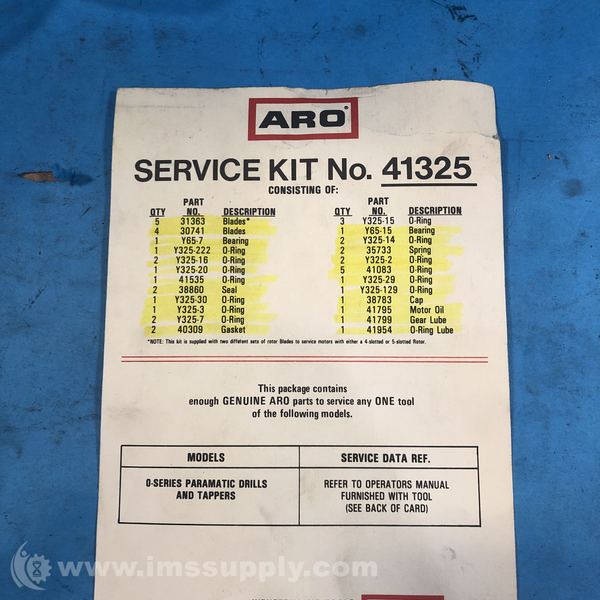 ARO®
SERVICE KIT No. 41325
CONSISTING OF:
QTY PART NO. DESCRIPTION
5 31363 Blades*
4 30741 Blades
1 Y65-7 Bearing
1 Y325-222 O-Ring
2 Y325-16 O-Ring
1 Y325-20 O-Ring
1 41535 O-Ring
2 38860 Seal
1 Y325-30 O-Ring
1 Y325-3 O-Ring
2 Y325-7 O-Ring
2 40309 Gasket
QTY PART NO. DESCRIPTION
3 Y325-15 O-Ring
1 Y65-15 Bearing
2 Y325-14 O-Ring
2 35733 Spring
2 Y325-2 O-Ring
5 41083 O-Ring
1 Y325-29 O-Ring
1 Y325-129 O-Ring
1 38783 Cap
1 41795 Motor Oil
1 41799 Gear Lube
1 41954 O-Ring Lube
*NOTE: This kit is supplied with two different sets of rotor Blades to service motors with either a 4-slotted or 5-slotted Rotor.
This package contains
enough GENUINE ARO parts to service any ONE tool
of the following models.
MODELS SERVICE DATA REF.
O-SERIES PARAMATIC DRILLS
AND TAPPERS
REFER TO OPERATORS MANUAL
FURNISHED WITH TOOL
(SEE BACK OF CARD)
www.imssupply.com